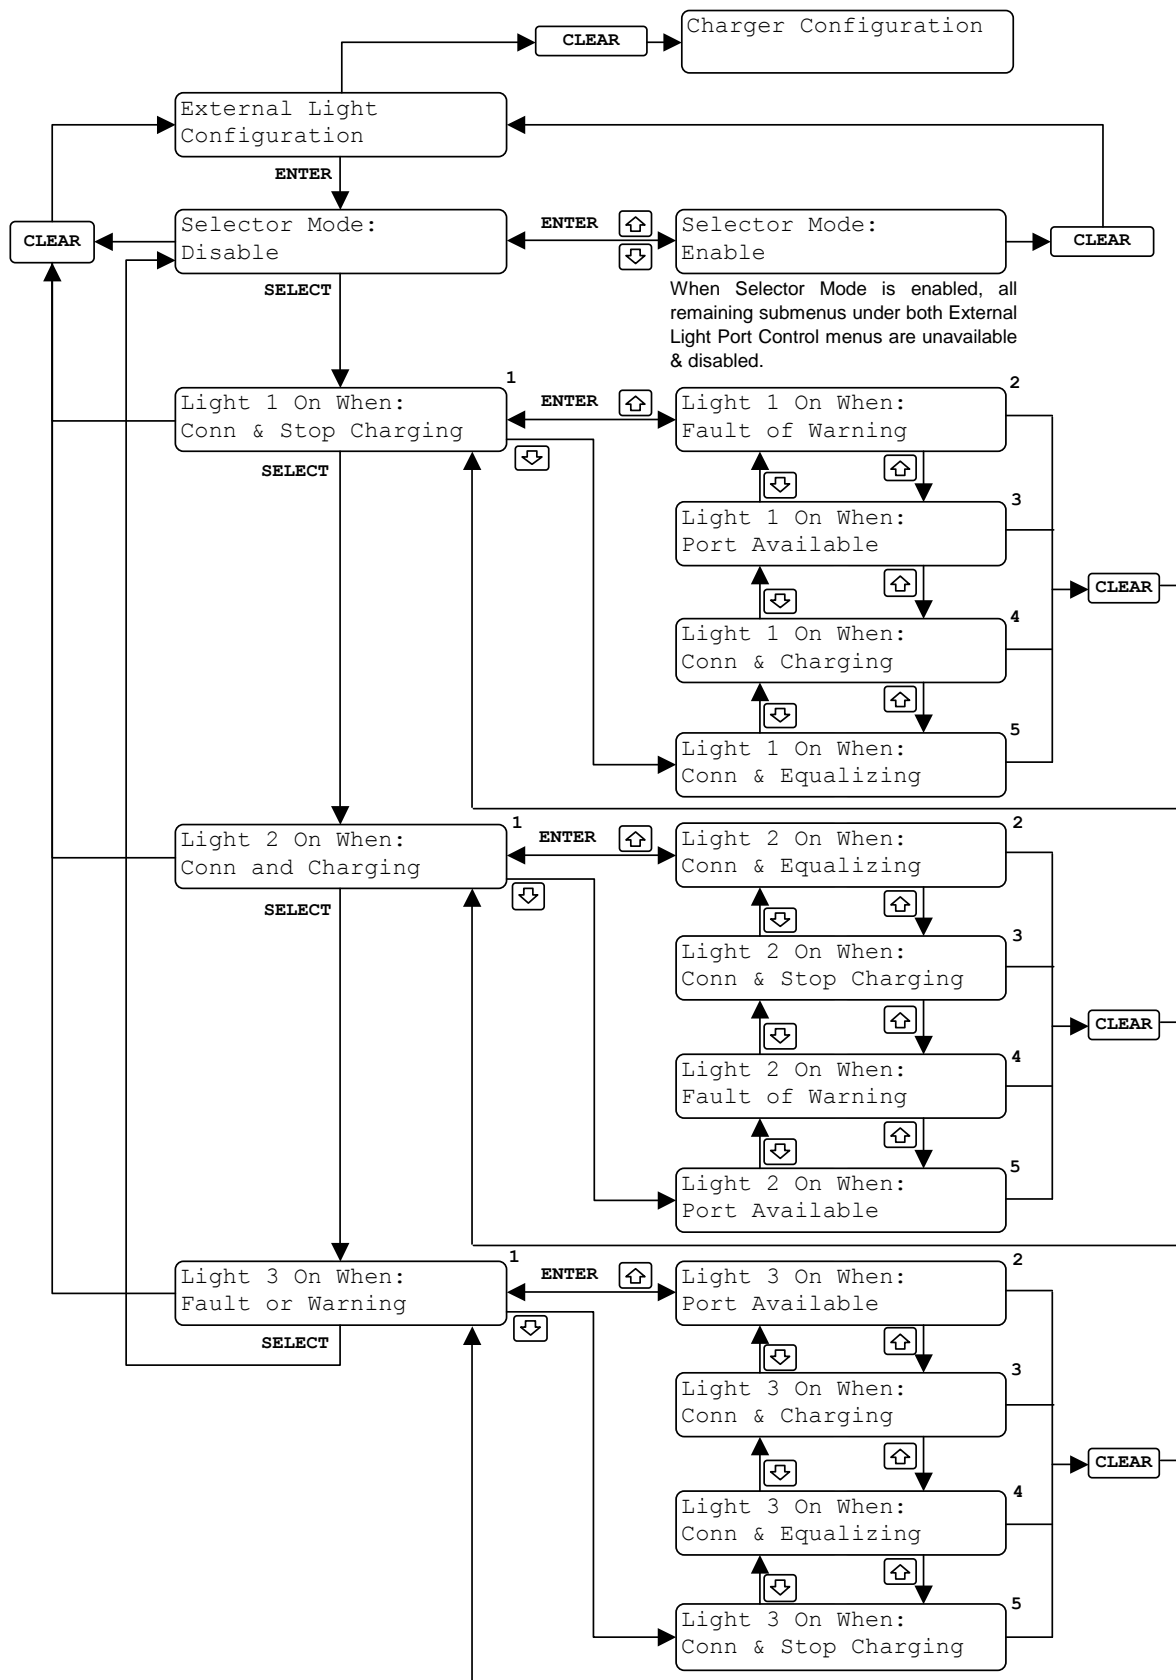 Charger Configuration
CLEAR
External Light
Configuration
ENTER
Selector Mode:
Disable
ENTER
Selector Mode:
Enable
CLEAR
CLEAR
SELECT
When Selector Mode is enabled, all
remaining submenus under both External
Light Port Control menus are unavailable
& disabled.
1
Light 1 On When:
Conn & Stop Charging
ENTER
2
Light 1 On When:
Fault of Warning
SELECT
3
Light 1 On When:
Port Available
CLEAR
4
Light 1 On When:
Conn & Charging
5
Light 1 On When:
Conn & Equalizing
1
Light 2 On When:
Conn and Charging
ENTER
2
Light 2 On When:
Conn & Equalizing
SELECT
3
Light 2 On When:
Conn & Stop Charging
CLEAR
4
Light 2 On When:
Fault of Warning
5
Light 2 On When:
Port Available
1
Light 3 On When:
Fault or Warning
ENTER
2
Light 3 On When:
Port Available
SELECT
3
Light 3 On When:
Conn & Charging
CLEAR
4
Light 3 On When:
Conn & Equalizing
5
Light 3 On When:
Conn & Stop Charging